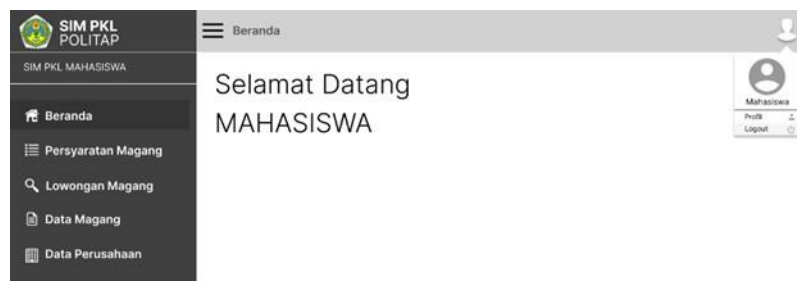 SIM PKL
POLITAP
SIM PKL MAHASISWA
Beranda
Persyaratan Magang
Lowongan Magang
Data Magang
Data Perusahaan
Beranda
Selamat Datang
MAHASISWA
Mahasiswa
Profil
Logout